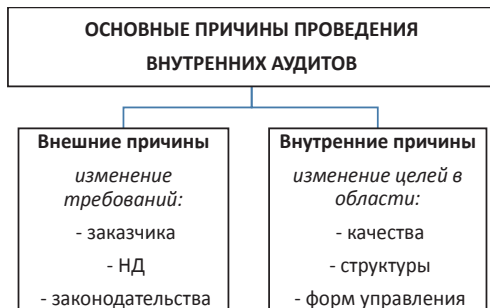 ОСНОВНЫЕ ПРИЧИНЫ ПРОВЕДЕНИЯ
ВНУТРЕННИХ АУДИТОВ
Внешние причины
изменение
требований:
- заказчика
- НД
- законодательства
Внутренние причины
изменение целей в
области:
- качества
- структуры
- форм управления